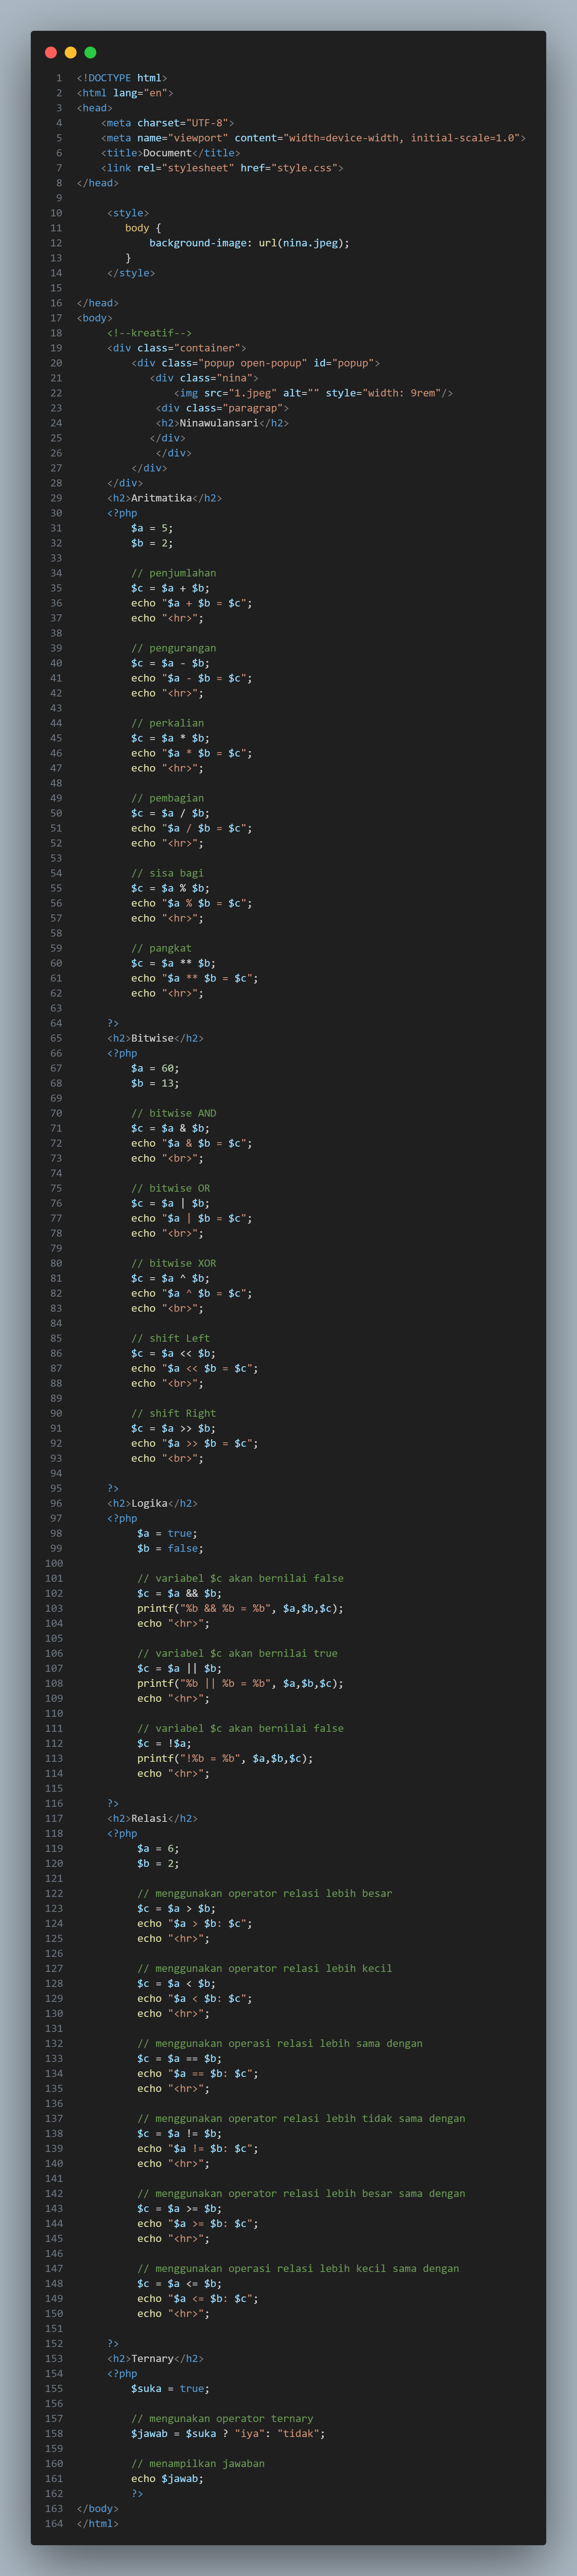 1 <!DOCTYPE html>
2 <html lang="en">
3 <head>
4     <meta charset="UTF-8">
5     <meta name="viewport" content="width=device-width, initial-scale=1.0">
6     <title>Document</title>
7     <link rel="stylesheet" href="style.css">
8 </head>
9
10      <style>
11         body {
12             background-image: url(nina.jpeg);
13         }
14      </style>
15
16 </head>
17 <body>
18      <!--kreatif-->
19      <div class="container">
20          <div class="popup open-popup" id="popup">
21             <div class="nina">
22                 <img src="1.jpeg" alt="" style="width: 9rem"/>
23              <div class="paragrap">
24              <h2>Ninawulansari</h2>
25             </div>
26              </div>
27          </div>
28      </div>
29      <h2>Aritmatika</h2>
30      <?php
31          $a = 5;
32          $b = 2;
33
34          // penjumlahan
35          $c = $a + $b;
36          echo "$a + $b = $c";
37          echo "<hr>";
38
39          // pengurangan
40          $c = $a - $b;
41          echo "$a - $b = $c";
42          echo "<hr>";
43
44          // perkalian
45          $c = $a * $b;
46          echo "$a * $b = $c";
47          echo "<hr>";
48
49          // pembagian
50          $c = $a / $b;
51          echo "$a / $b = $c";
52          echo "<hr>";
53
54          // sisa bagi
55          $c = $a % $b;
56          echo "$a % $b = $c";
57          echo "<hr>";
58
59          // pangkat
60          $c = $a ** $b;
61          echo "$a ** $b = $c";
62          echo "<hr>";
63
64      ?>
65      <h2>Bitwise</h2>
66      <?php
67          $a = 60;
68          $b = 13;
69
70          // bitwise AND
71          $c = $a & $b;
72          echo "$a & $b = $c";
73          echo "<br>";
74
75          // bitwise OR
76          $c = $a | $b;
77          echo "$a | $b = $c";
78          echo "<br>";
79
80          // bitwise XOR
81          $c = $a ^ $b;
82          echo "$a ^ $b = $c";
83          echo "<br>";
84
85          // shift Left
86          $c = $a << $b;
87          echo "$a << $b = $c";
88          echo "<br>";
89
90          // shift Right
91          $c = $a >> $b;
92          echo "$a >> $b = $c";
93          echo "<br>";
94
95      ?>
96      <h2>Logika</h2>
97      <?php
98           $a = true;
99           $b = false;
100
101           // variabel $c akan bernilai false
102           $c = $a && $b;
103           printf("%b && %b = %b", $a,$b,$c);
104           echo "<hr>";
105
106           // variabel $c akan bernilai true
107           $c = $a || $b;
108           printf("%b || %b = %b", $a,$b,$c);
109           echo "<hr>";
110
111           // variabel $c akan bernilai false
112           $c = !$a;
113           printf("!%b = %b", $a,$b,$c);
114           echo "<hr>";
115
116      ?>
117      <h2>Relasi</h2>
118      <?php
119           $a = 6;
120           $b = 2;
121
122           // menggunakan operator relasi lebih besar
123           $c = $a > $b;
124           echo "$a > $b: $c";
125           echo "<hr>";
126
127           // menggunakan operator relasi lebih kecil
128           $c = $a < $b;
129           echo "$a < $b: $c";
130           echo "<hr>";
131
132           // menggunakan operasi relasi lebih sama dengan
133           $c = $a == $b;
134           echo "$a == $b: $c";
135           echo "<hr>";
136
137           // menggunakan operator relasi lebih tidak sama dengan
138           $c = $a != $b;
139           echo "$a != $b: $c";
140           echo "<hr>";
141
142           // menggunakan operator relasi lebih besar sama dengan
143           $c = $a >= $b;
144           echo "$a >= $b: $c";
145           echo "<hr>";
146
147           // menggunakan operasi relasi lebih kecil sama dengan
148           $c = $a <= $b;
149           echo "$a <= $b: $c";
150           echo "<hr>";
151
152      ?>
153      <h2>Ternary</h2>
154      <?php
155          $suka = true;
156
157          // mengunakan operator ternary
158          $jawab = $suka ? "iya": "tidak";
159
160          // menampilkan jawaban
161          echo $jawab;
162          ?>
163 </body>
164 </html>